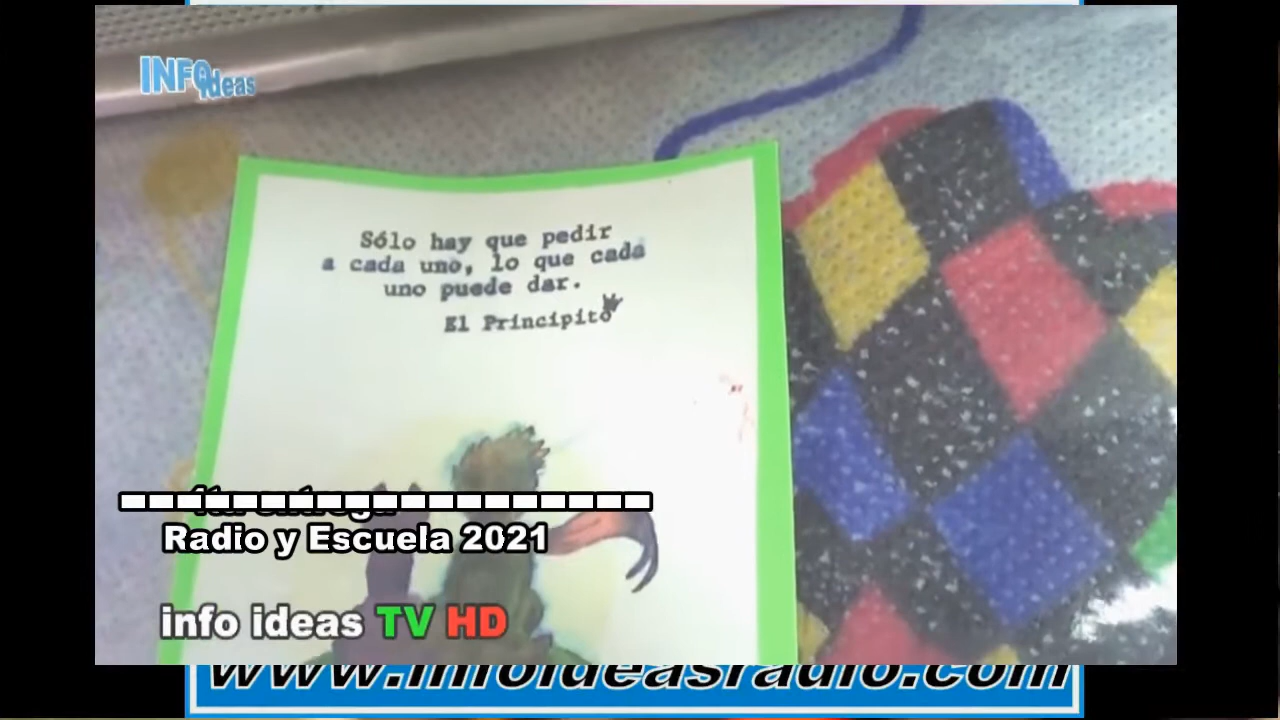 INFO ideas
Sólo hay que pedir
a cada uno, lo que cada
uno puede dar.
El Principito
Radio y Escuela 2021
info ideas TV HD
www.infoideasradio.com